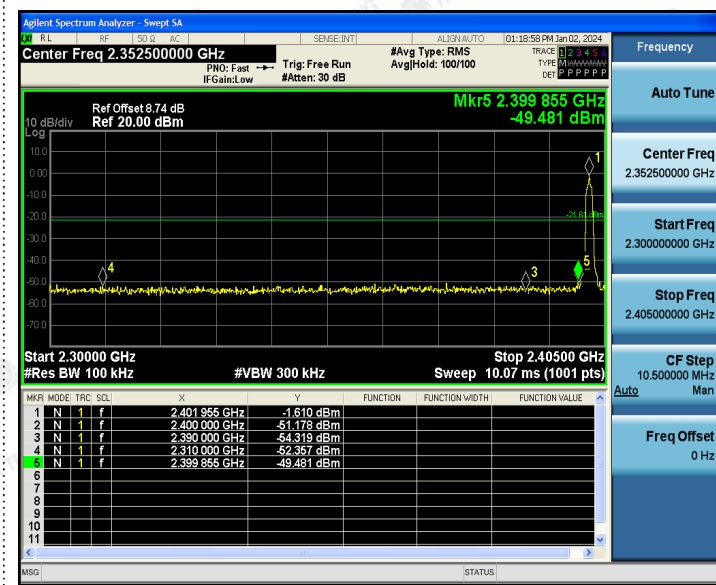 Agilent Spectrum Analyzer - Swept SA
LXI RL RF 50 Ω AC SENSE:INT ALIGN AUTO 01:18:58 PM Jan 02, 2024
Center Freq 2.352500000 GHz
PNO: Fast
IFGain:Low
Trig: Free Run
#Atten: 30 dB
#Avg Type: RMS
Avg|Hold: 100/100
TRACE 1 2 3 4 5 6
TYPE M
DET P P P P P P
Ref Offset 8.74 dB
10 dB/div Ref 20.00 dBm
Log
Mkr5 2.399 855 GHz
-49.481 dBm
10.0
0.00
-10.0
-20.0
-30.0
-40.0
-50.0
-60.0
-70.0
1
-21.61 dBm
4
3
5
Start 2.30000 GHz Stop 2.40500 GHz
#Res BW 100 kHz #VBW 300 kHz Sweep 10.07 ms (1001 pts)
MKR MODE TRC SCL X Y FUNCTION FUNCTION WIDTH FUNCTION VALUE
1 N 1 f 2.401 955 GHz -1.610 dBm
2 N 1 f 2.400 000 GHz -51.178 dBm
3 N 1 f 2.390 000 GHz -54.319 dBm
4 N 1 f 2.310 000 GHz -52.357 dBm
5 N 1 f 2.399 855 GHz -49.481 dBm
6
7
8
9
10
11
MSG STATUS
Frequency
Auto Tune
Center Freq
2.352500000 GHz
Start Freq
2.300000000 GHz
Stop Freq
2.405000000 GHz
CF Step
10.500000 MHz
Auto Man
Freq Offset
0 Hz